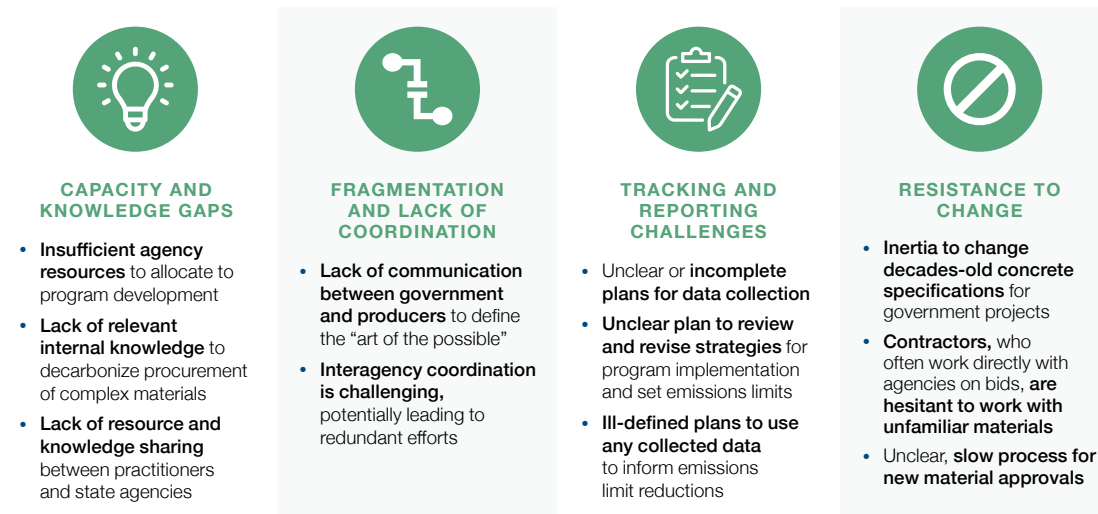 CAPACITY AND
KNOWLEDGE GAPS
• Insufficient agency
resources to allocate to
program development
• Lack of relevant
internal knowledge to
decarbonize procurement
of complex materials
• Lack of resource and
knowledge sharing
between practitioners
and state agencies
FRAGMENTATION
AND LACK OF
COORDINATION
• Lack of communication
between government
and producers to define
the “art of the possible”
• Interagency coordination
is challenging,
potentially leading to
redundant efforts
TRACKING AND
REPORTING
CHALLENGES
• Unclear or incomplete
plans for data collection
• Unclear plan to review
and revise strategies for
program implementation
and set emissions limits
• Ill-defined plans to use
any collected data
to inform emissions
limit reductions
RESISTANCE TO
CHANGE
• Inertia to change
decades-old concrete
specifications for
government projects
• Contractors, who
often work directly with
agencies on bids, are
hesitant to work with
unfamiliar materials
• Unclear, slow process for
new material approvals